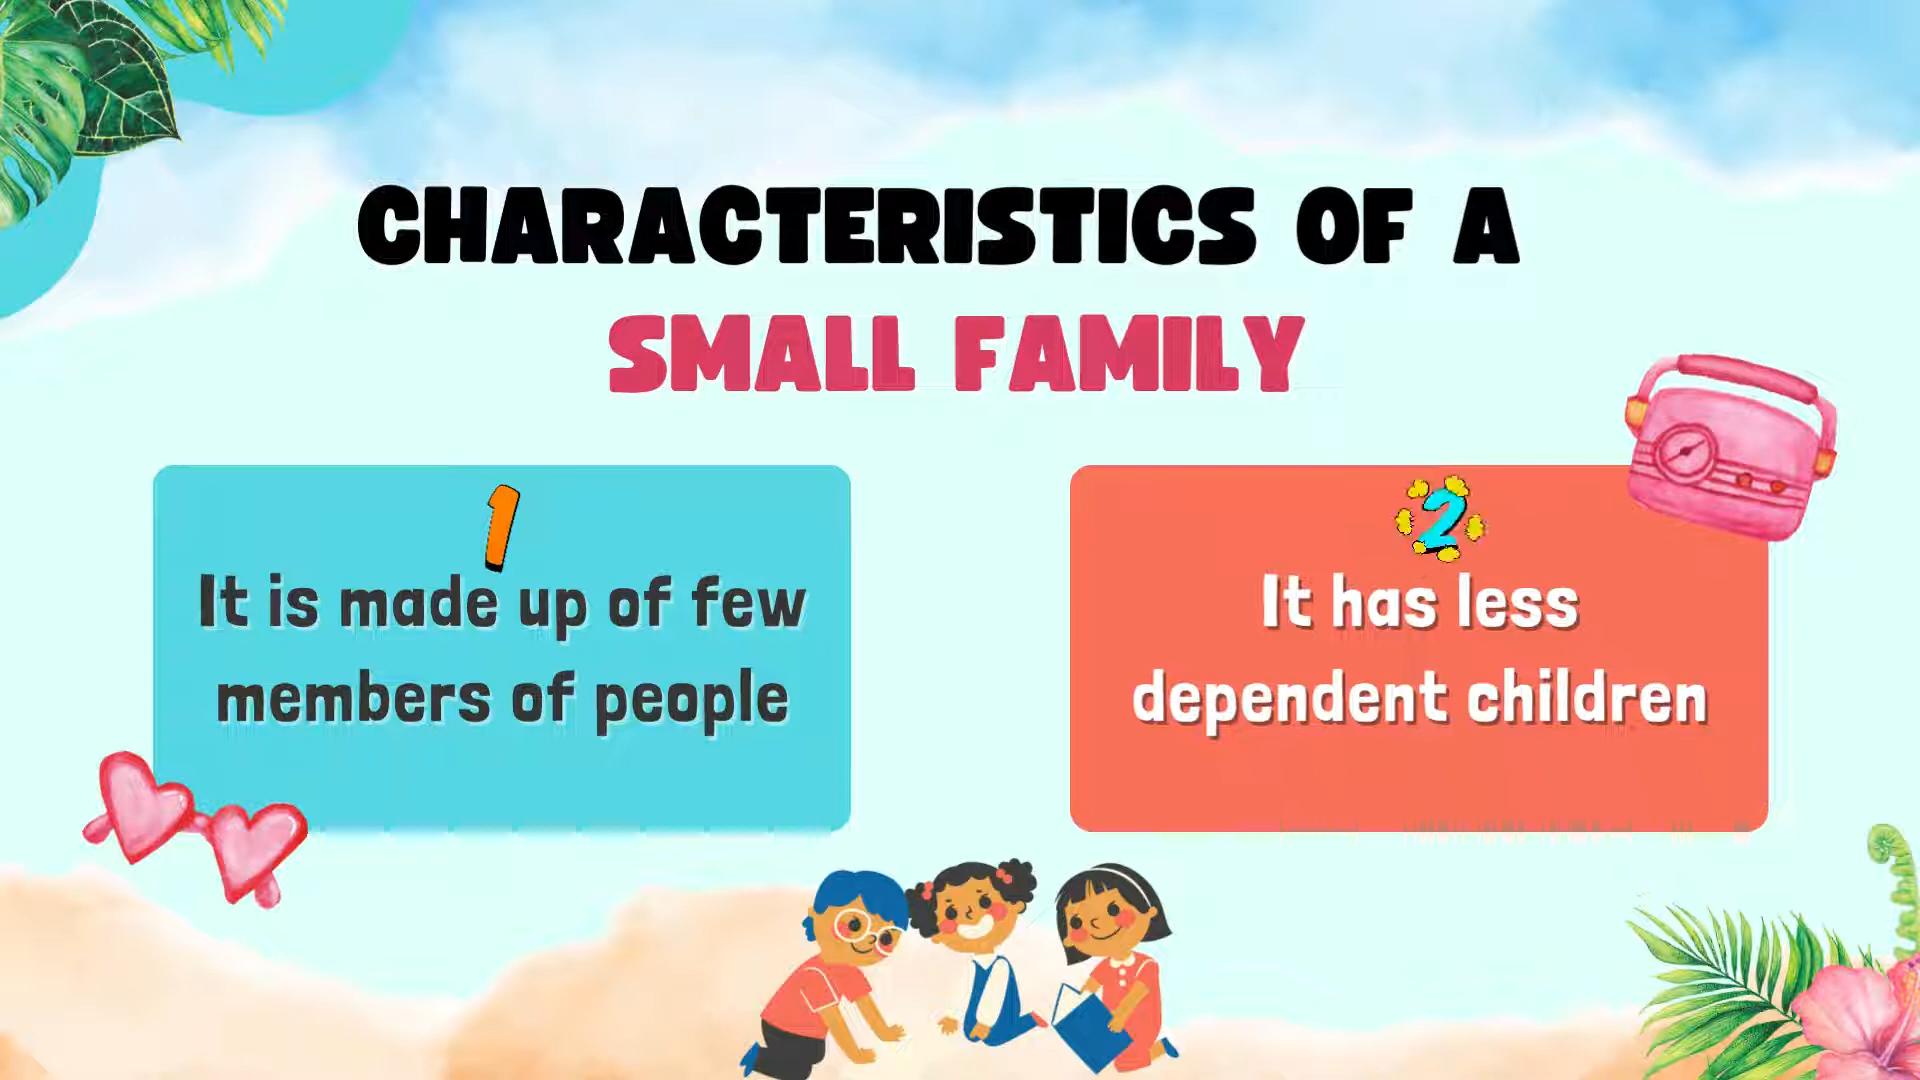 CHARACTERISTICS OF A
SMALL FAMILY
1
It is made up of few
members of people
2
It has less
dependent children